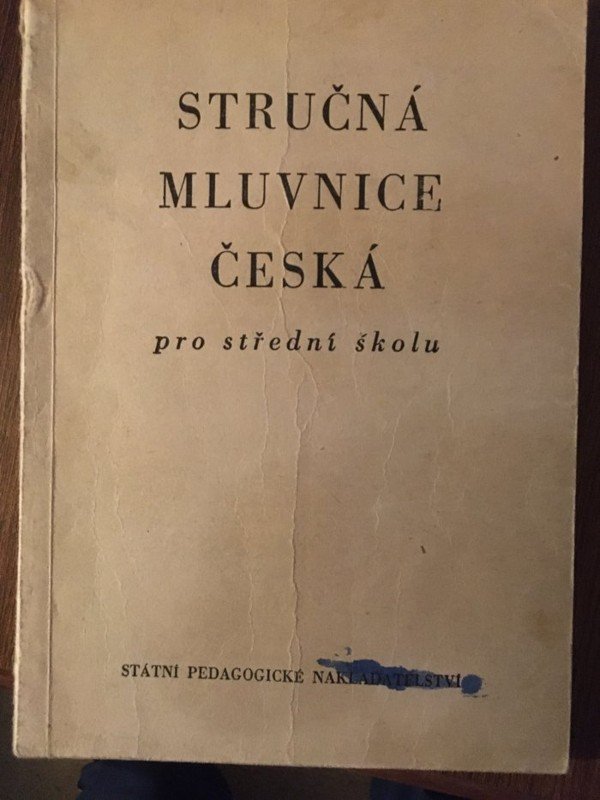 STRUČNÁ
MLUVNICE
ČESKÁ
pro střední školu
STÁTNÍ PEDAGOGICKÉ NAKLADATELSTVÍ